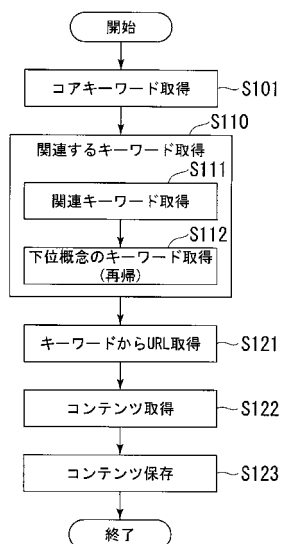 開始
コアキーワード取得
S101
S110
関連するキーワード取得
S111
関連キーワード取得
S112
下位概念のキーワード取得
(再帰)
キーワードからURL取得
S121
コンテンツ取得
S122
コンテンツ保存
S123
終了